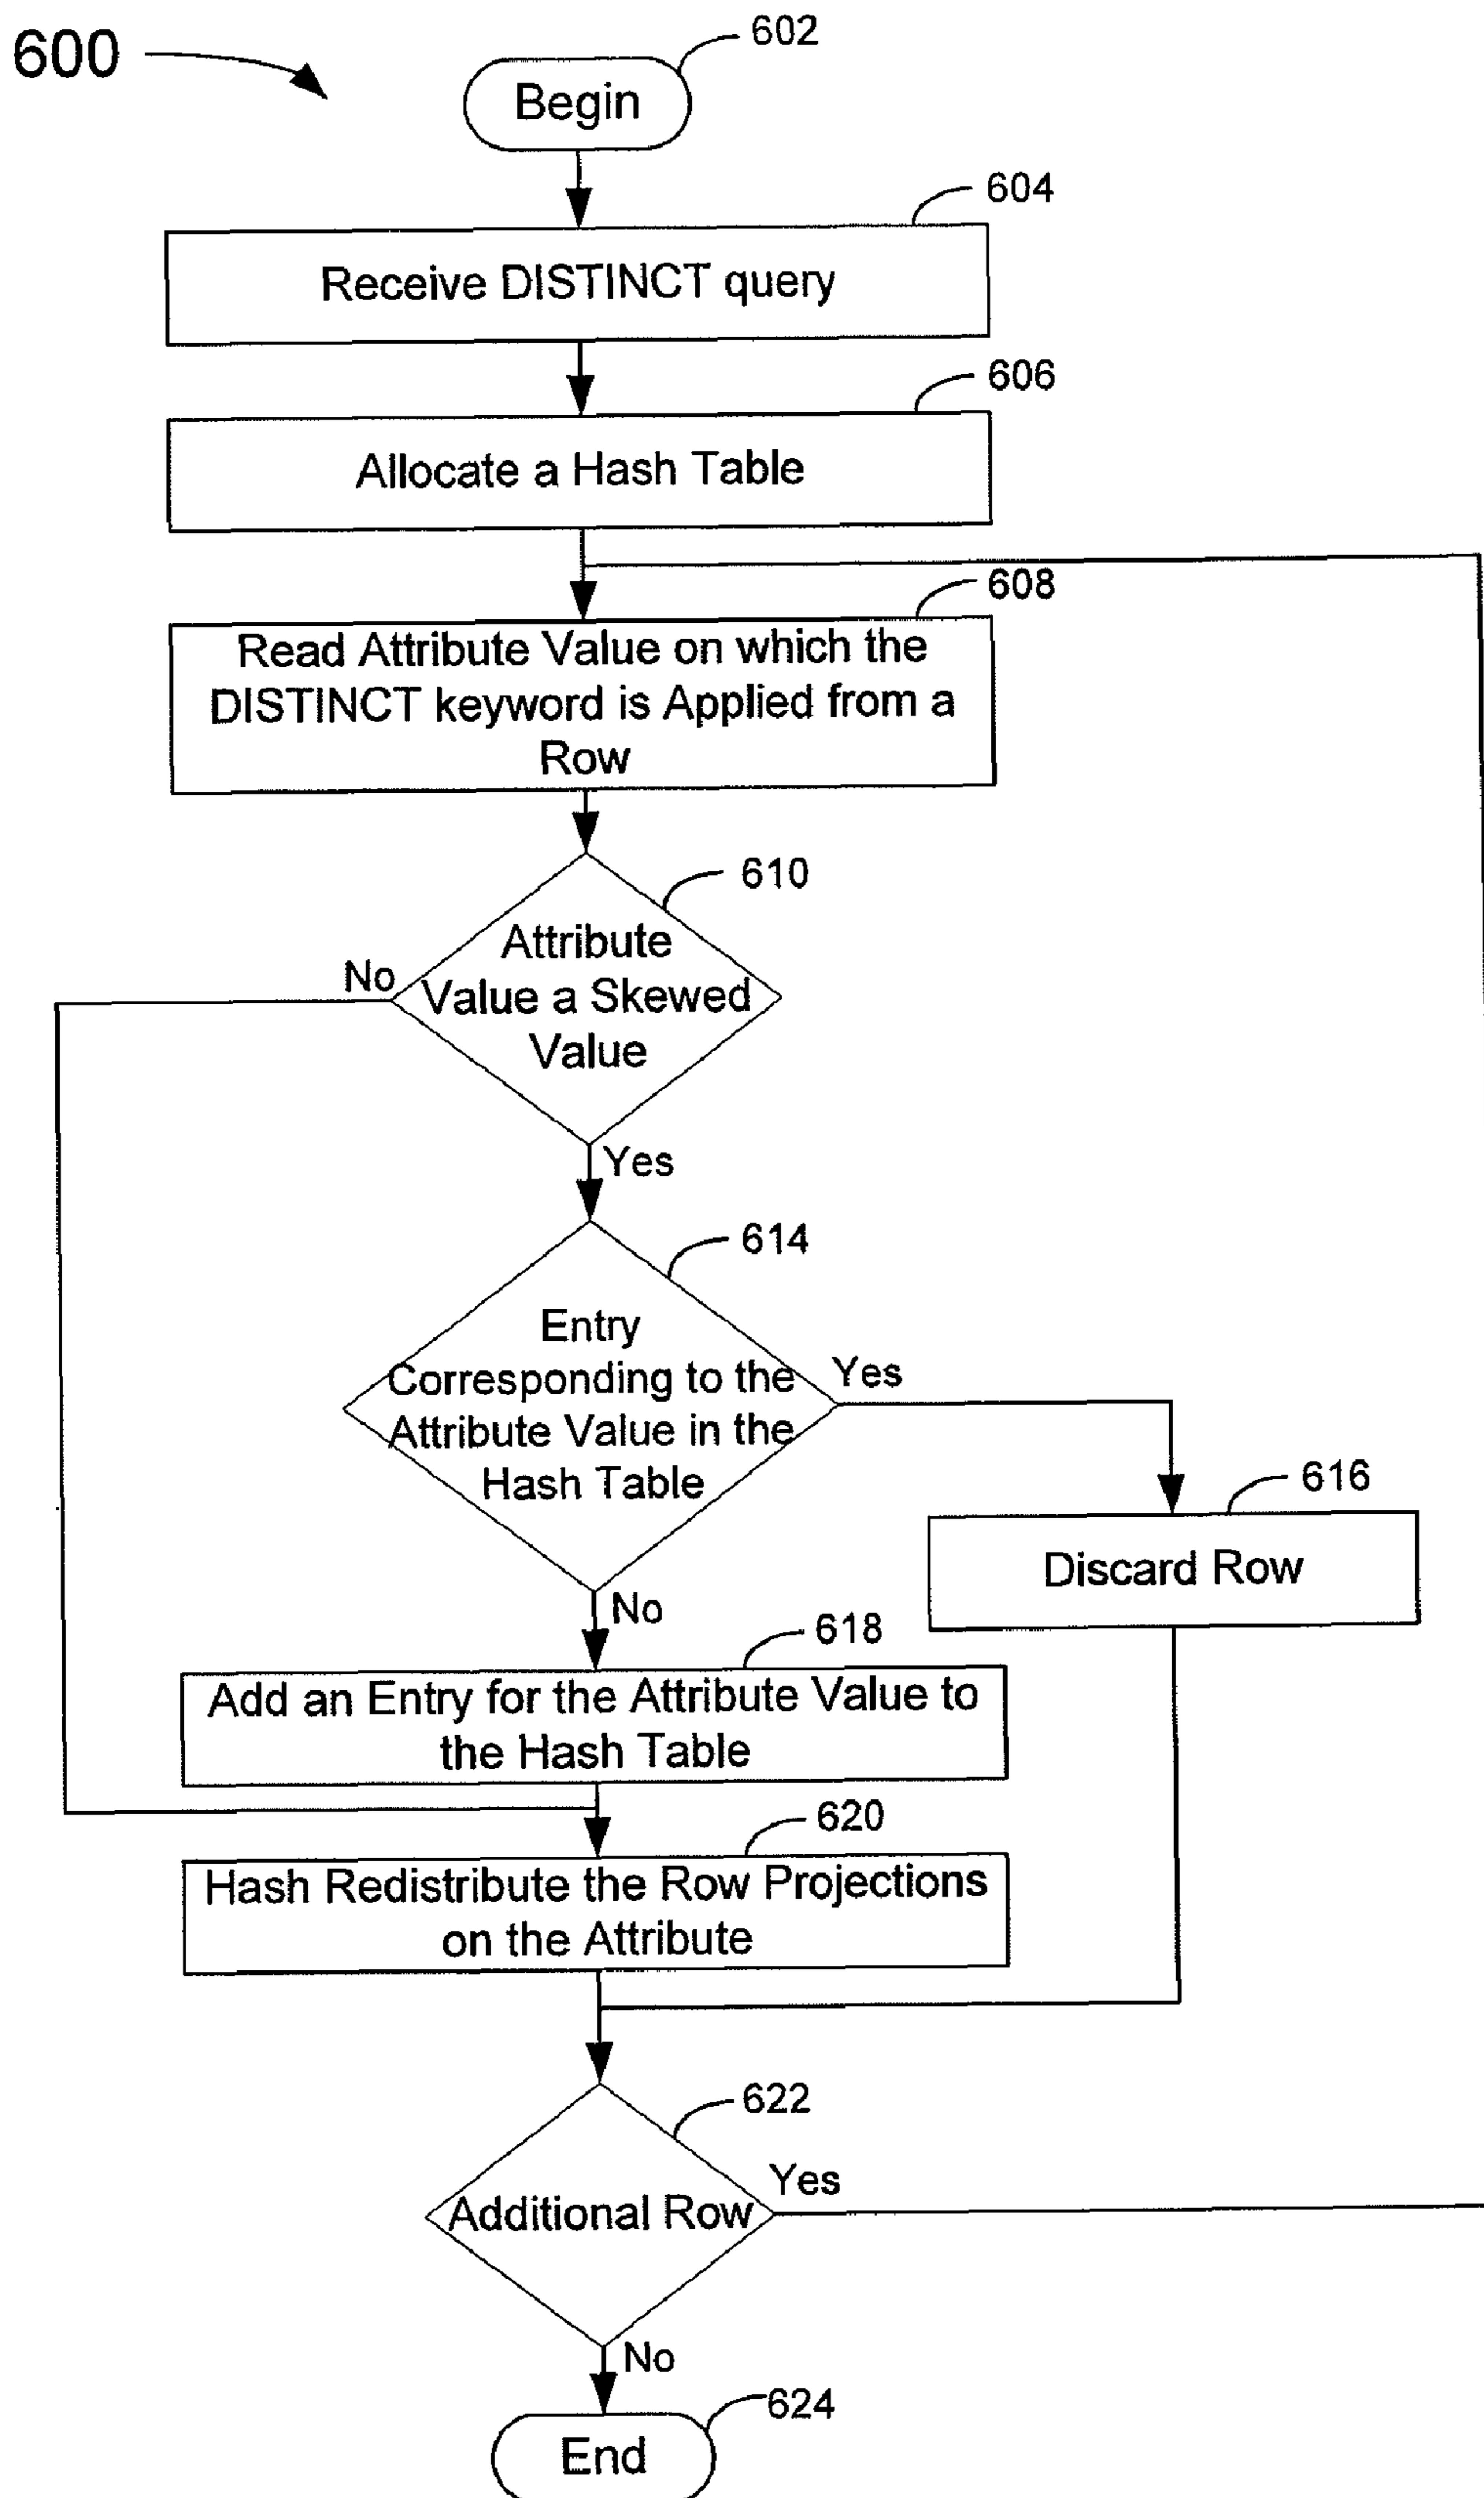 600
602
Begin
604
Receive DISTINCT query
606
Allocate a Hash Table
608
Read Attribute Value on which the
DISTINCT keyword is Applied from a
Row
610
Attribute
Value a Skewed
Value
No
Yes
614
Entry
Corresponding to the
Attribute Value in the
Hash Table
Yes
616
Discard Row
No
618
Add an Entry for the Attribute Value to
the Hash Table
620
Hash Redistribute the Row Projections
on the Attribute
622
Additional Row
Yes
No
624
End